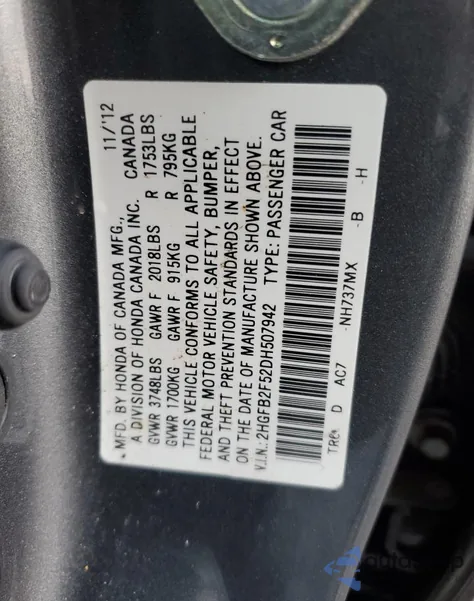 MFD. BY HONDA OF CANADA MFG., 11/'12
A DIVISION OF HONDA CANADA INC. CANADA
GVWR 3748LBS GAWR F 2018LBS R 1753LBS
GVWR 1700KG GAWR F 915KG R 795KG
THIS VEHICLE CONFORMS TO ALL APPLICABLE
FEDERAL MOTOR VEHICLE SAFETY, BUMPER,
AND THEFT PREVENTION STANDARDS IN EFFECT
ON THE DATE OF MANUFACTURE SHOWN ABOVE.
V.I.N.:2HGFB2F52DH507942 TYPE: PASSENGER CAR
TR6 D AC7 -NH737MX -B -H